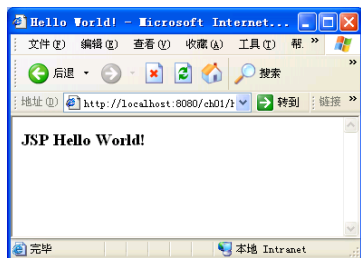 Hello World! - Microsoft Internet...
文件(F) 编辑(E) 查看(V) 收藏(A) 工具(T) 帮 »
后退 搜索 »
地址(D) http://localhost:8080/ch01/ 转到 链接 »
JSP Hello World!
完毕 本地 Intranet